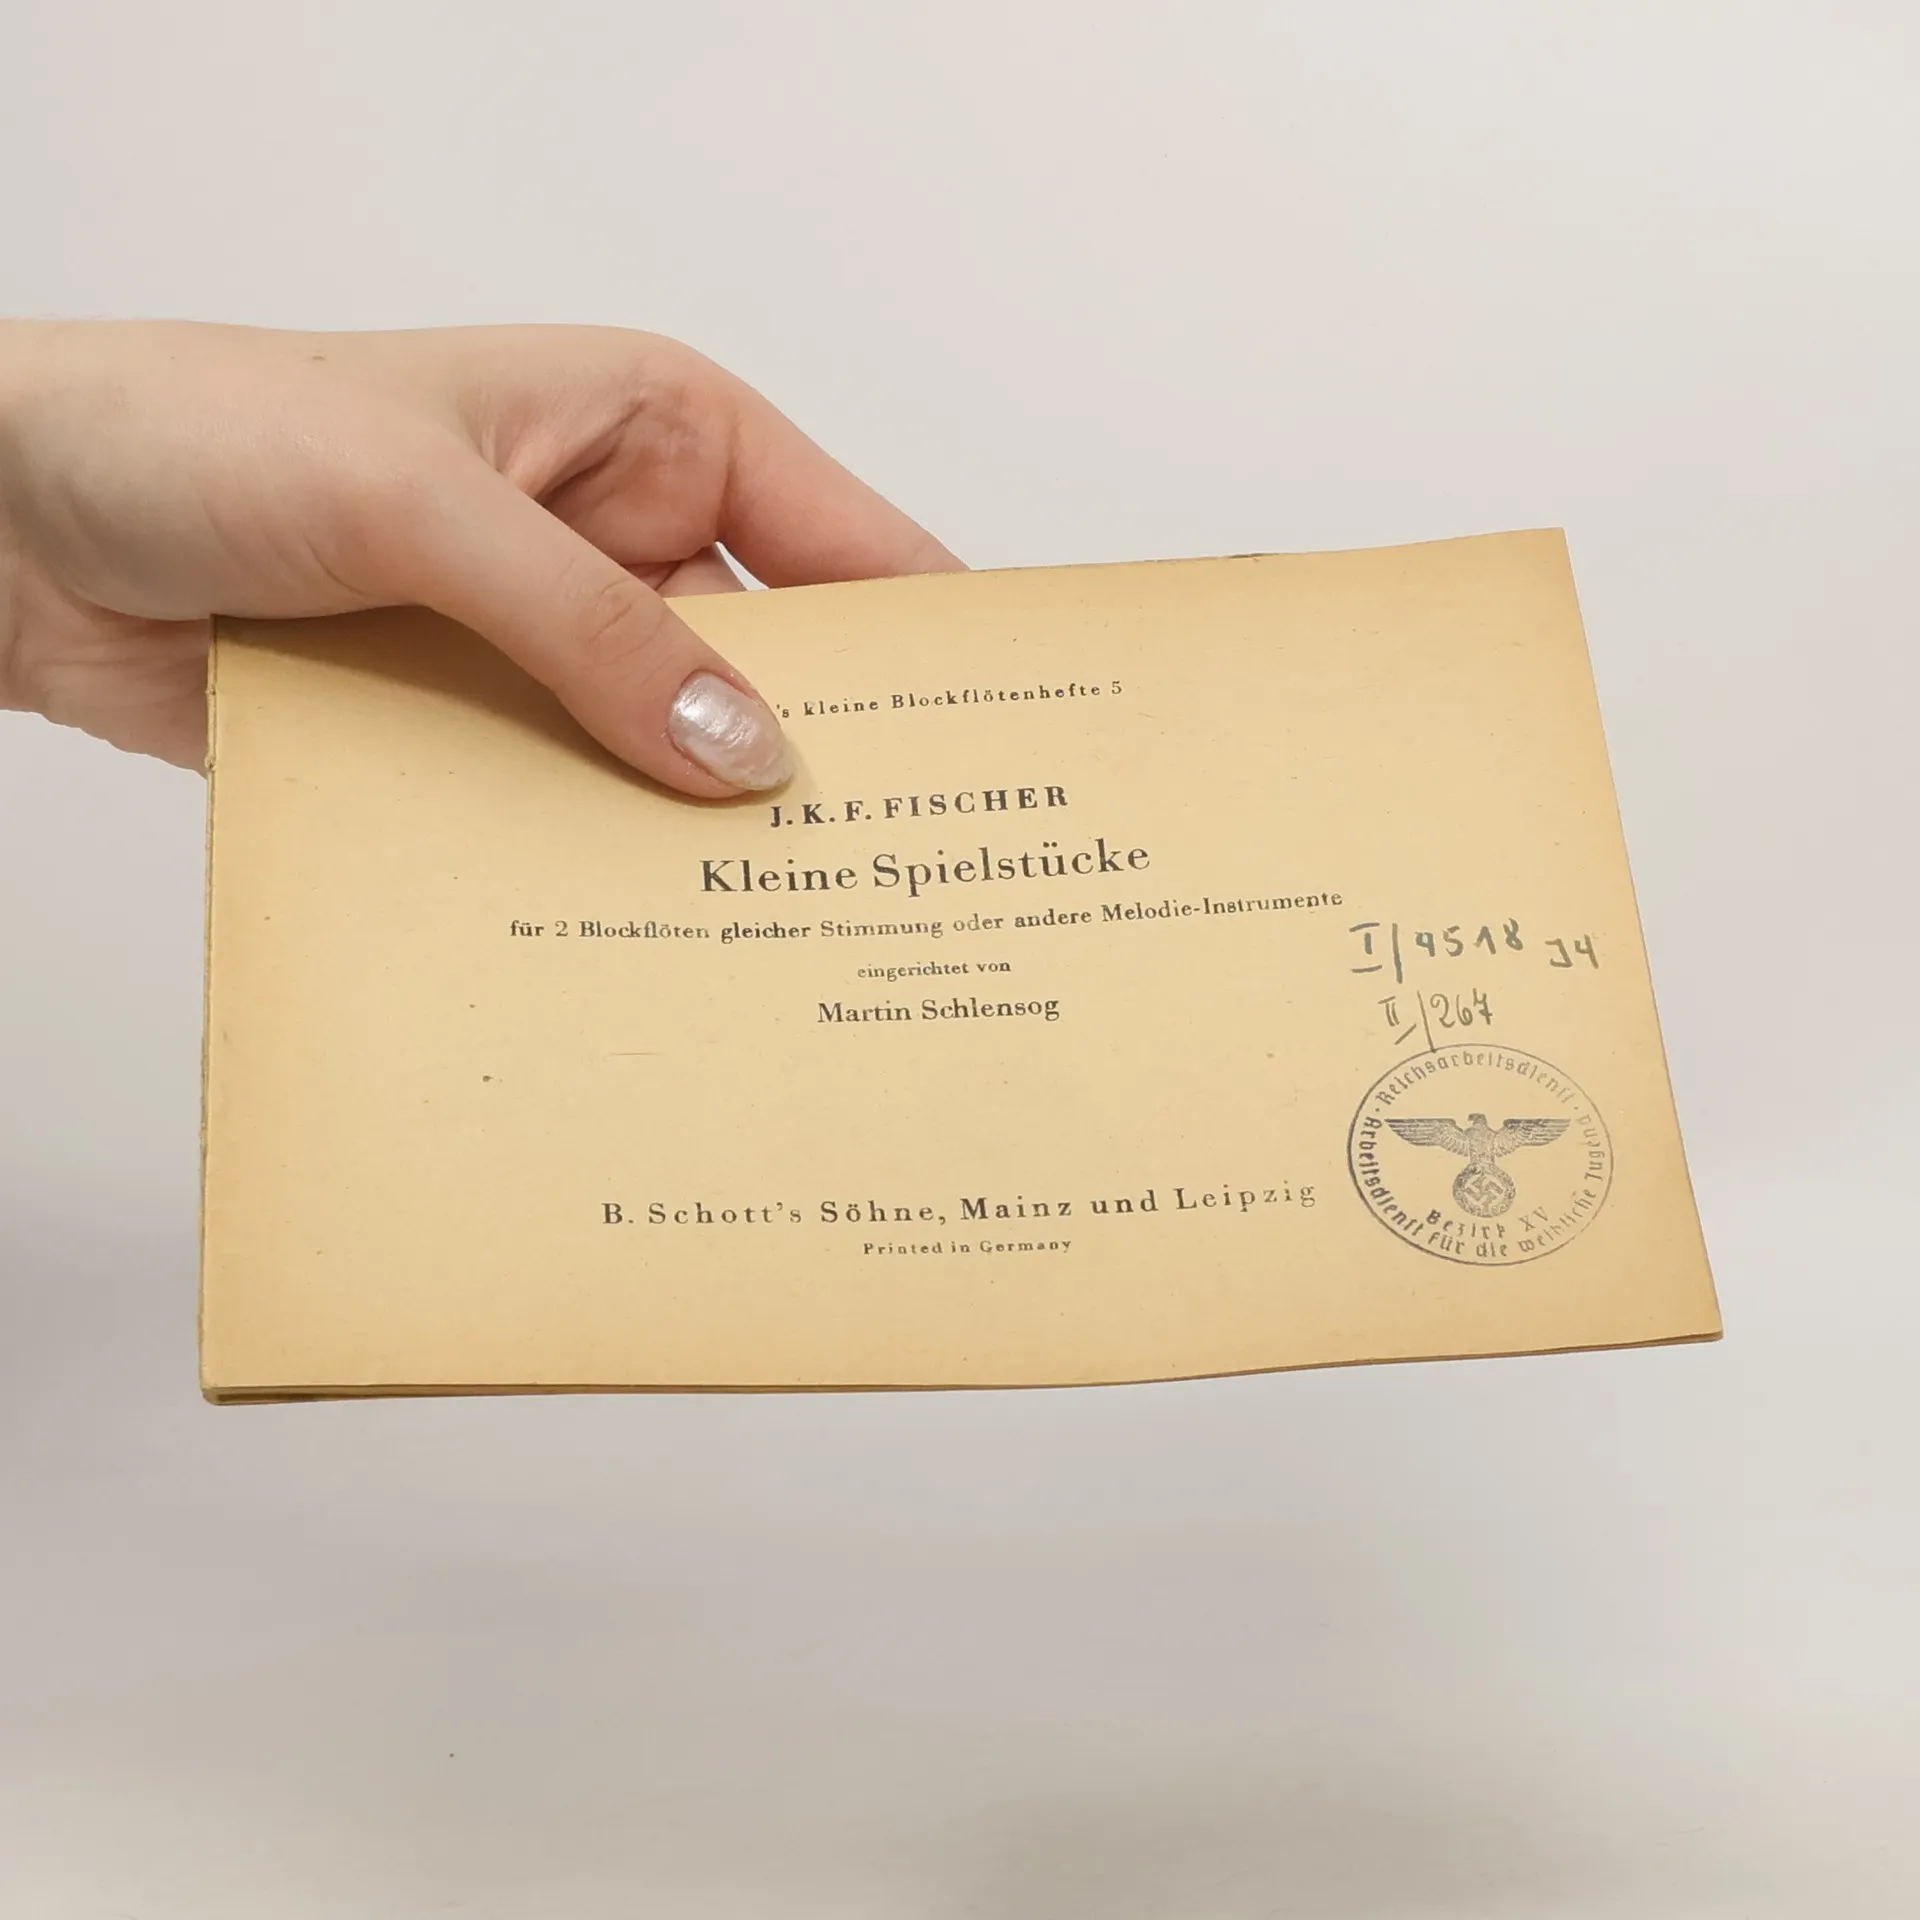 's kleine Blockflötenhefte 5
J. K. F. FISCHER
Kleine Spielstücke
für 2 Blockflöten gleicher Stimmung oder andere Melodie-Instrumente
eingerichtet von
Martin Schlensog
I/9518 J4
II/267
· Reichsarbeitsdienst ·
Arbeitsdienst für die weibliche Jugend
Bezirk XV
B. Schott's Söhne, Mainz und Leipzig
Printed in Germany